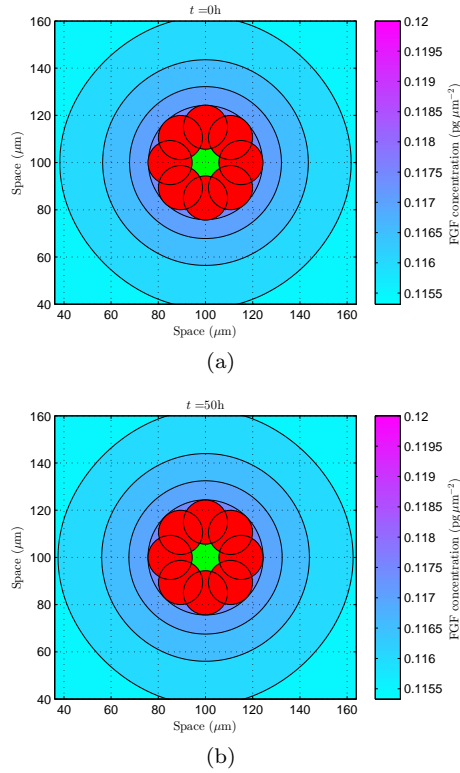 t =0h
160
140
120
100
80
60
40
Space (μm)
40 60 80 100 120 140 160
Space (μm)
0.12
0.1195
0.119
0.1185
0.118
0.1175
0.117
0.1165
0.116
0.1155
FGF concentration (pg μm⁻²)
(a)
t =50h
160
140
120
100
80
60
40
Space (μm)
40 60 80 100 120 140 160
Space (μm)
0.12
0.1195
0.119
0.1185
0.118
0.1175
0.117
0.1165
0.116
0.1155
FGF concentration (pg μm⁻²)
(b)